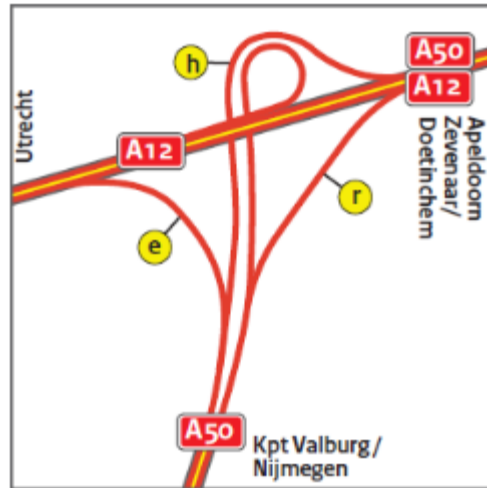 A50
A12
h
Utrecht
A12
Apeldoorn
Zevenaar/
Doetinchem
r
e
A50
Kpt Valburg/
Nijmegen